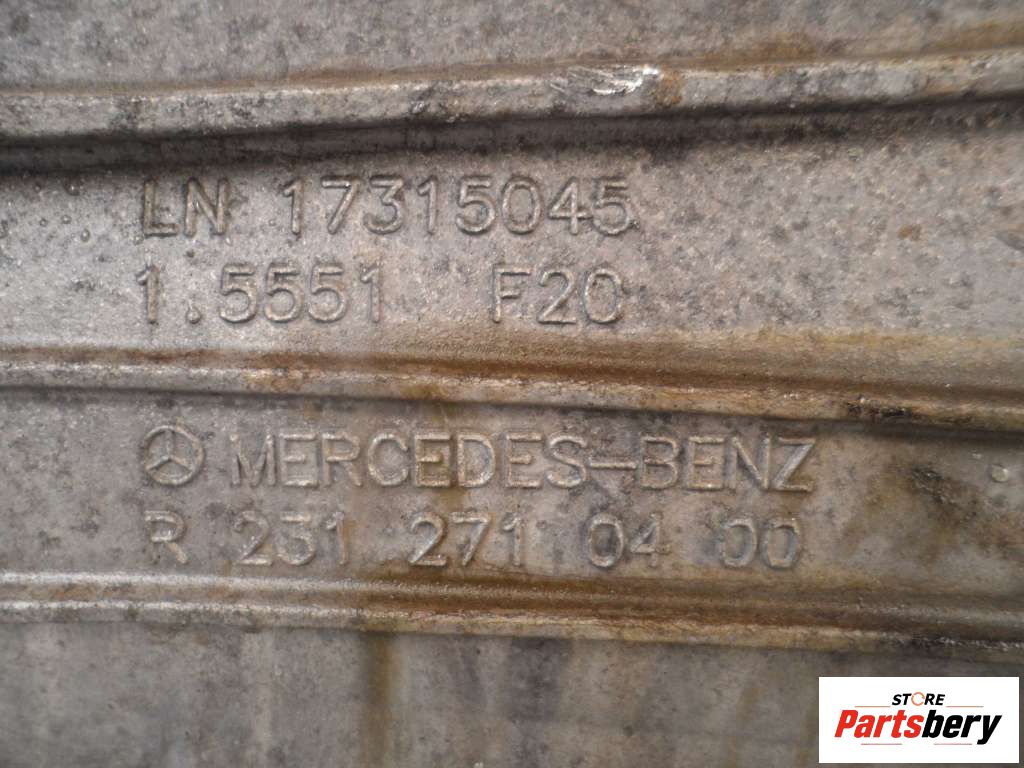 LN 17315045
1.5551 F20
MERCEDES-BENZ
R 231 271 04 00
STORE
Partsbery